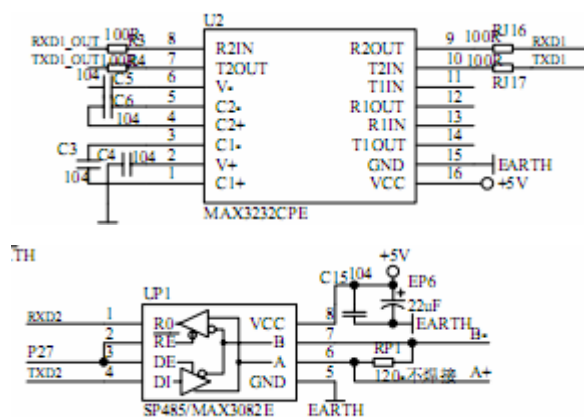 U2
RXD1_OUT 100R R3 8 R2IN R2OUT 9 100R RJ16 RXD1
TXD1_OUT 100R R4 7 T2OUT T2IN 10 100R TXD1
104 C5 6 V- T1IN 11 RJ17
C6 5 C2- R1OUT 12
104 4 C2+ R1IN 13
C3 3 C1- T1OUT 14
C4 104 2 V+ GND 15 EARTH
104 1 C1+ VCC 16 +5V
MAX3232CPE
TH
+5V
UP1 C15 104 EP6
22uF
RXD2 1 R0 VCC 8 EARTH
2 RE B 7 B-
P27 3 DE A 6 RP1
TXD2 4 DI GND 5 120-不焊接 A+
SP485/MAX3082E EARTH